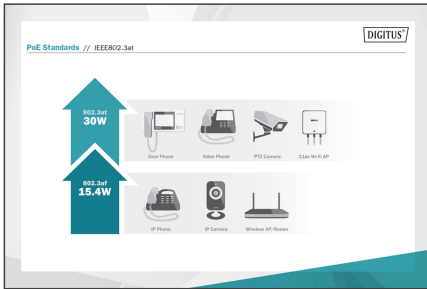 DIGITUS®
PoE Standards // IEEE802.3at
802.3at
30W
Door Phone Video Phone PTZ Camera 11ac Wi-Fi AP
802.3af
15.4W
IP Phone IP Camera Wireless AP/Router